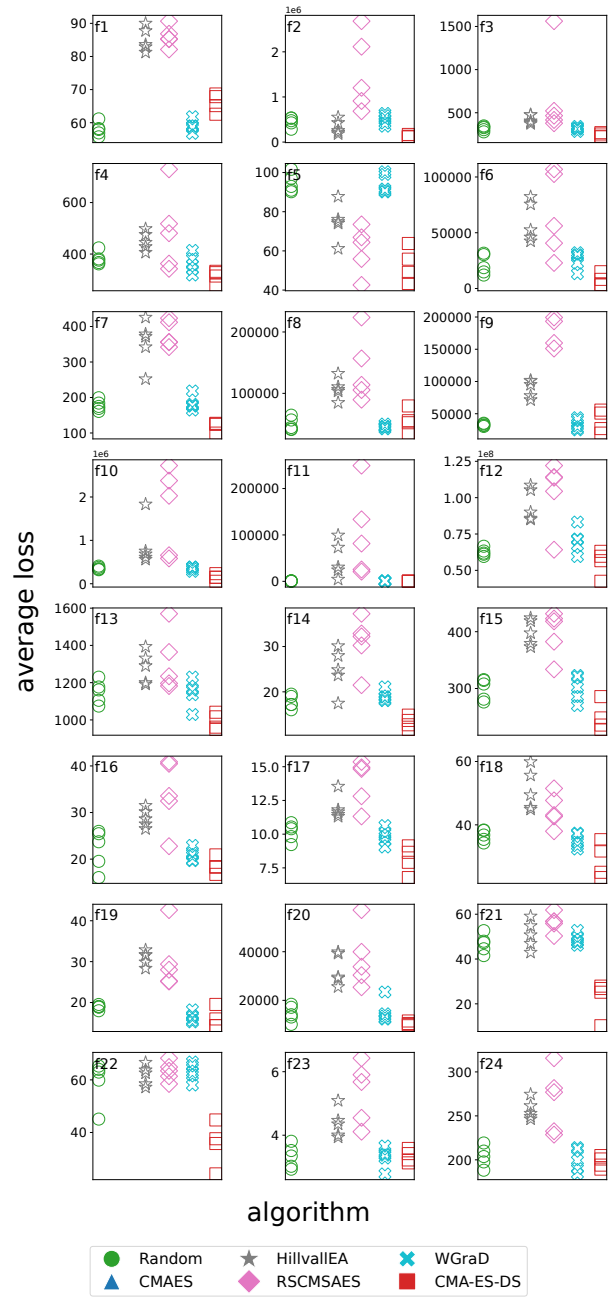 f1
90
80
70
60
1e6
f2
2
1
0
f3
1500
1000
500
f4
600
400
f5
100
80
60
40
f6
100000
50000
0
f7
400
300
200
100
f8
200000
100000
f9
200000
150000
100000
50000
1e6
f10
2
1
0
f11
200000
100000
0
1e8
f12
1.25
1.00
0.75
0.50
f13
1600
1400
1200
1000
f14
30
20
f15
400
300
f16
40
30
20
f17
15.0
12.5
10.0
7.5
f18
60
40
f19
40
30
20
f20
40000
20000
f21
60
40
20
f22
60
40
f23
6
4
f24
300
250
200
average loss
algorithm
Random HillvallEA WGraD
CMAES RSCMSAES CMA-ES-DS